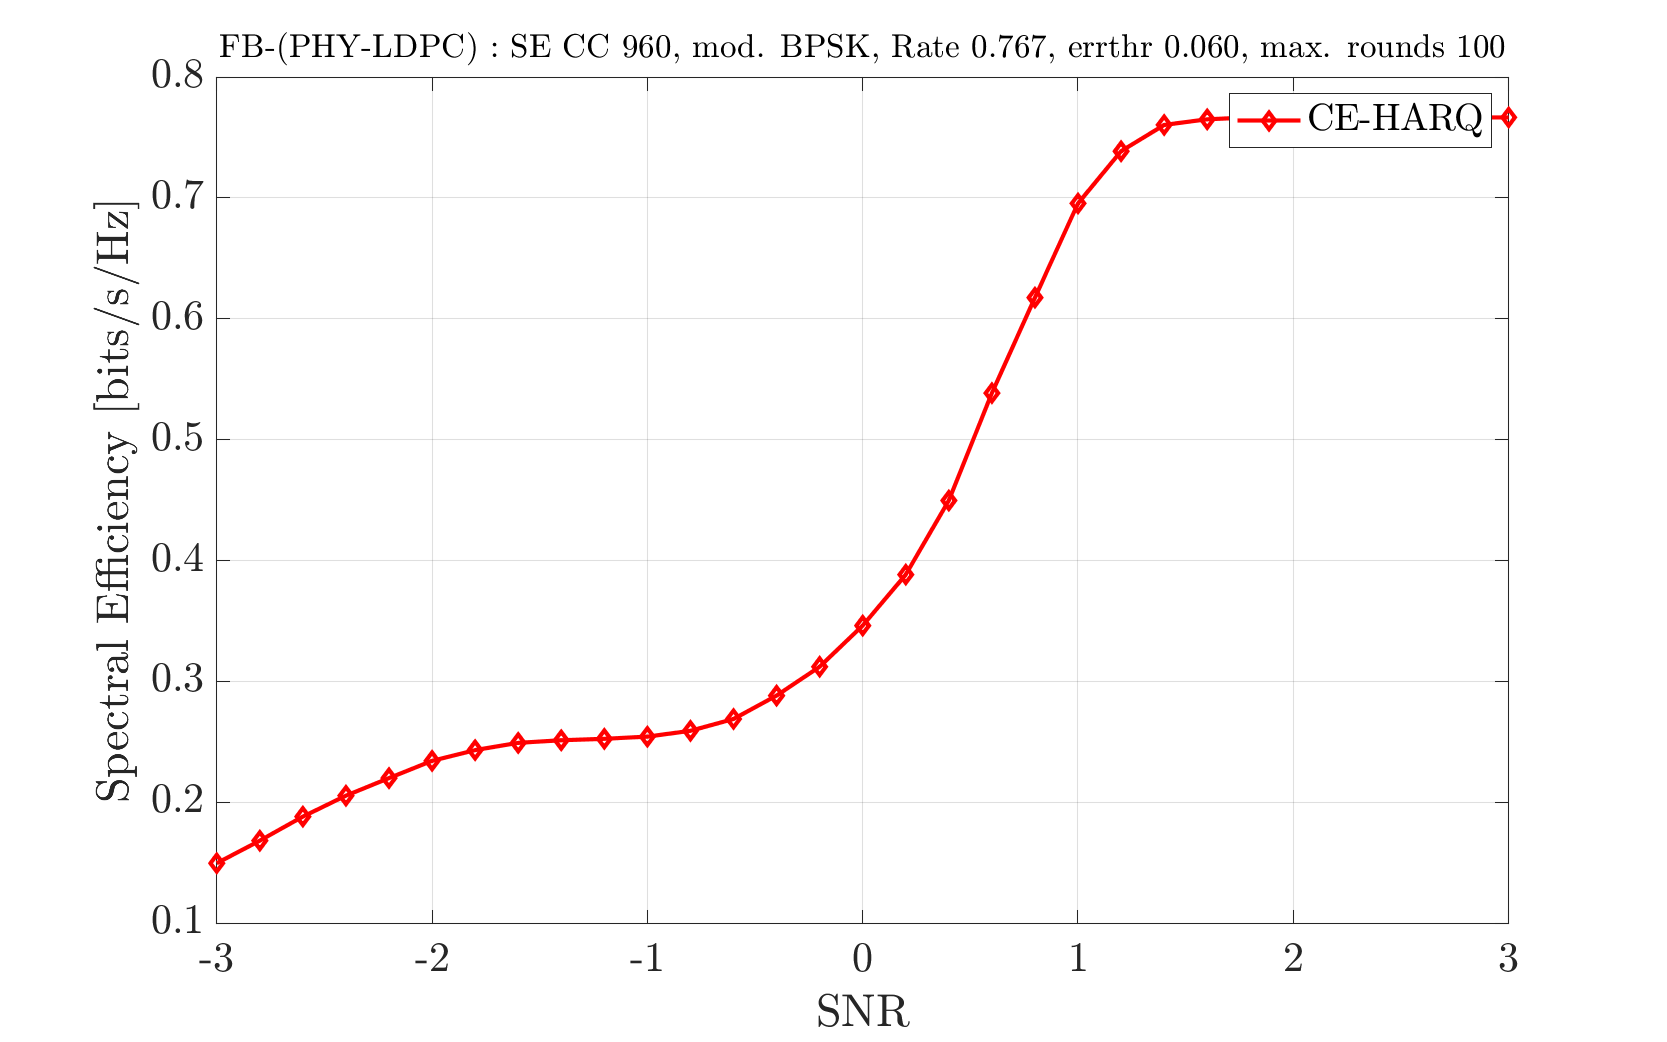 FB-(PHY-LDPC) : SE CC 960, mod. BPSK, Rate 0.767, errthr 0.060, max. rounds 100
CE-HARQ
Spectral Efficiency [bits/s/Hz]
0.8
0.7
0.6
0.5
0.4
0.3
0.2
0.1
-3 -2 -1 0 1 2 3
SNR